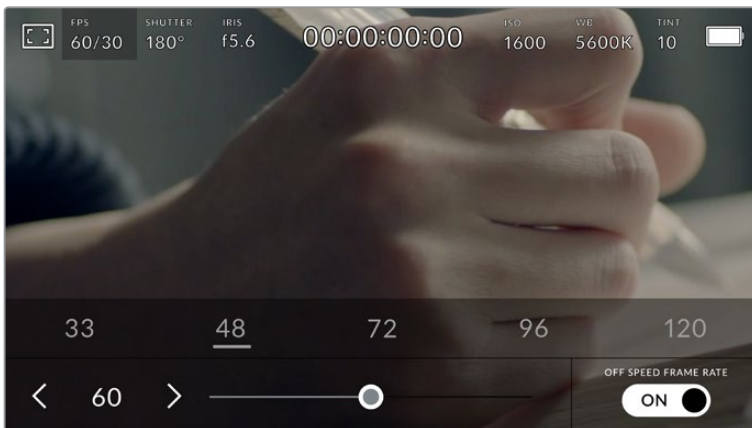 FPS SHUTTER IRIS ISO WB TINT
60/30 180° f5.6 00:00:00:00 1600 5600K 10
33 48 72 96 120
OFF SPEED FRAME RATE
< 60 > ON